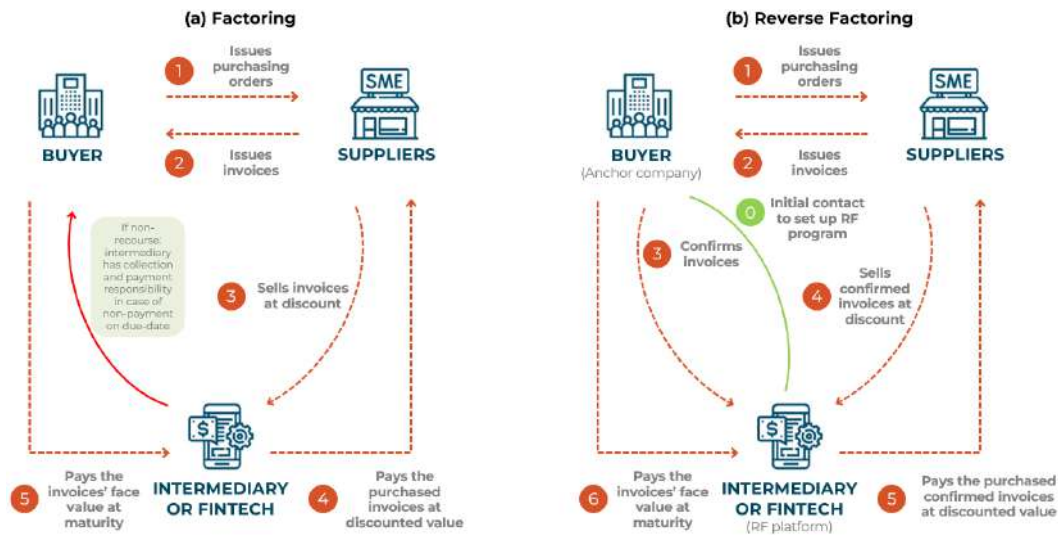 (a) Factoring
1
Issues
purchasing
orders
SME
BUYER
2
Issues
invoices
SUPPLIERS
If non-
recourse:
intermediary
has collection
and payment
responsibility
in case of
non-payment
on due-date
3
Sells invoices
at discount
$
5
Pays the
invoices' face
value at
maturity
INTERMEDIARY
OR FINTECH
4
Pays the
purchased
invoices at
discounted value
(b) Reverse Factoring
1
Issues
purchasing
orders
SME
BUYER
(Anchor company)
2
Issues
invoices
SUPPLIERS
0
Initial contact
to set up RF
program
3
Confirms
invoices
4
Sells
confirmed
invoices at
discount
$
6
Pays the
invoices' face
value at
maturity
INTERMEDIARY
OR FINTECH
(RF platform)
5
Pays the purchased
confirmed invoices
at discounted value